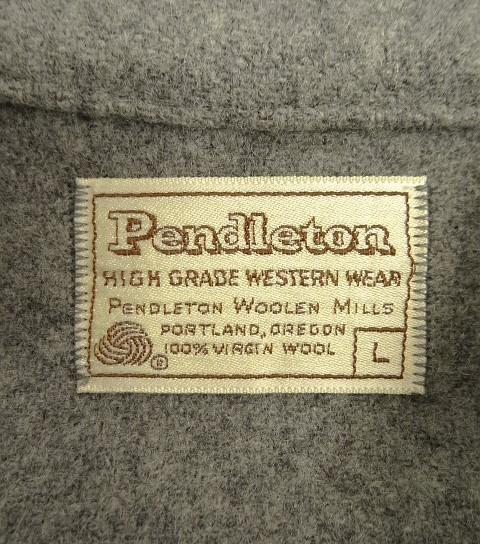 Pendleton
HIGH GRADE WESTERN WEAR
PENDLETON WOOLEN MILLS
PORTLAND, OREGON
100% VIRGIN WOOL
®
L